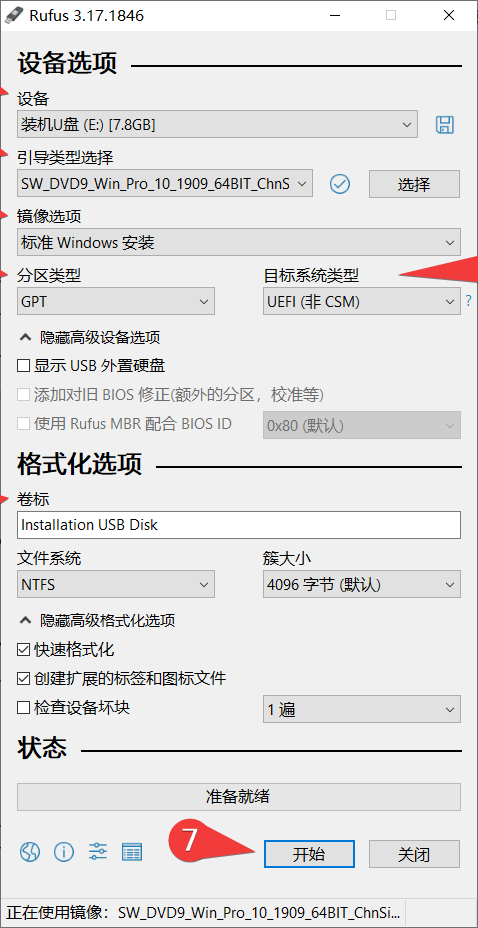 Rufus 3.17.1846
设备选项
设备
装机U盘 (E:) [7.8GB]
引导类型选择
SW_DVD9_Win_Pro_10_1909_64BIT_ChnS
选择
镜像选项
标准 Windows 安装
分区类型
目标系统类型
GPT
UEFI (非 CSM)
?
隐藏高级设备选项
显示 USB 外置硬盘
添加对旧 BIOS 修正(额外的分区，校准等)
使用 Rufus MBR 配合 BIOS ID
0x80 (默认)
格式化选项
卷标
Installation USB Disk
文件系统
簇大小
NTFS
4096 字节 (默认)
隐藏高级格式化选项
快速格式化
创建扩展的标签和图标文件
检查设备坏块
1 遍
状态
准备就绪
7
开始
关闭
正在使用镜像：SW_DVD9_Win_Pro_10_1909_64BIT_ChnSi...